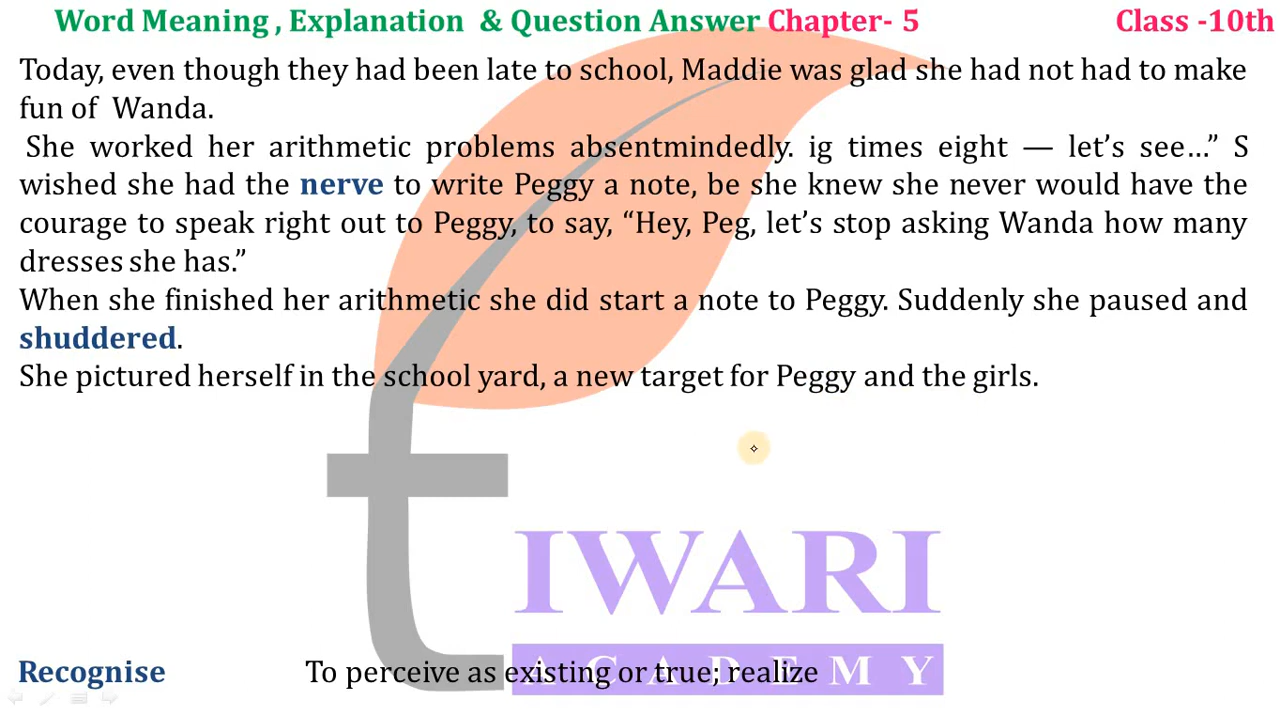 Word Meaning , Explanation & Question Answer Chapter- 5 Class -10th
Today, even though they had been late to school, Maddie was glad she had not had to make
fun of Wanda.
She worked her arithmetic problems absentmindedly. ig times eight — let’s see…” S
wished she had the nerve to write Peggy a note, be she knew she never would have the
courage to speak right out to Peggy, to say, “Hey, Peg, let’s stop asking Wanda how many
dresses she has.”
When she finished her arithmetic she did start a note to Peggy. Suddenly she paused and
shuddered.
She pictured herself in the school yard, a new target for Peggy and the girls.
tIWARI
ACADEMY
Recognise To perceive as existing or true; realize